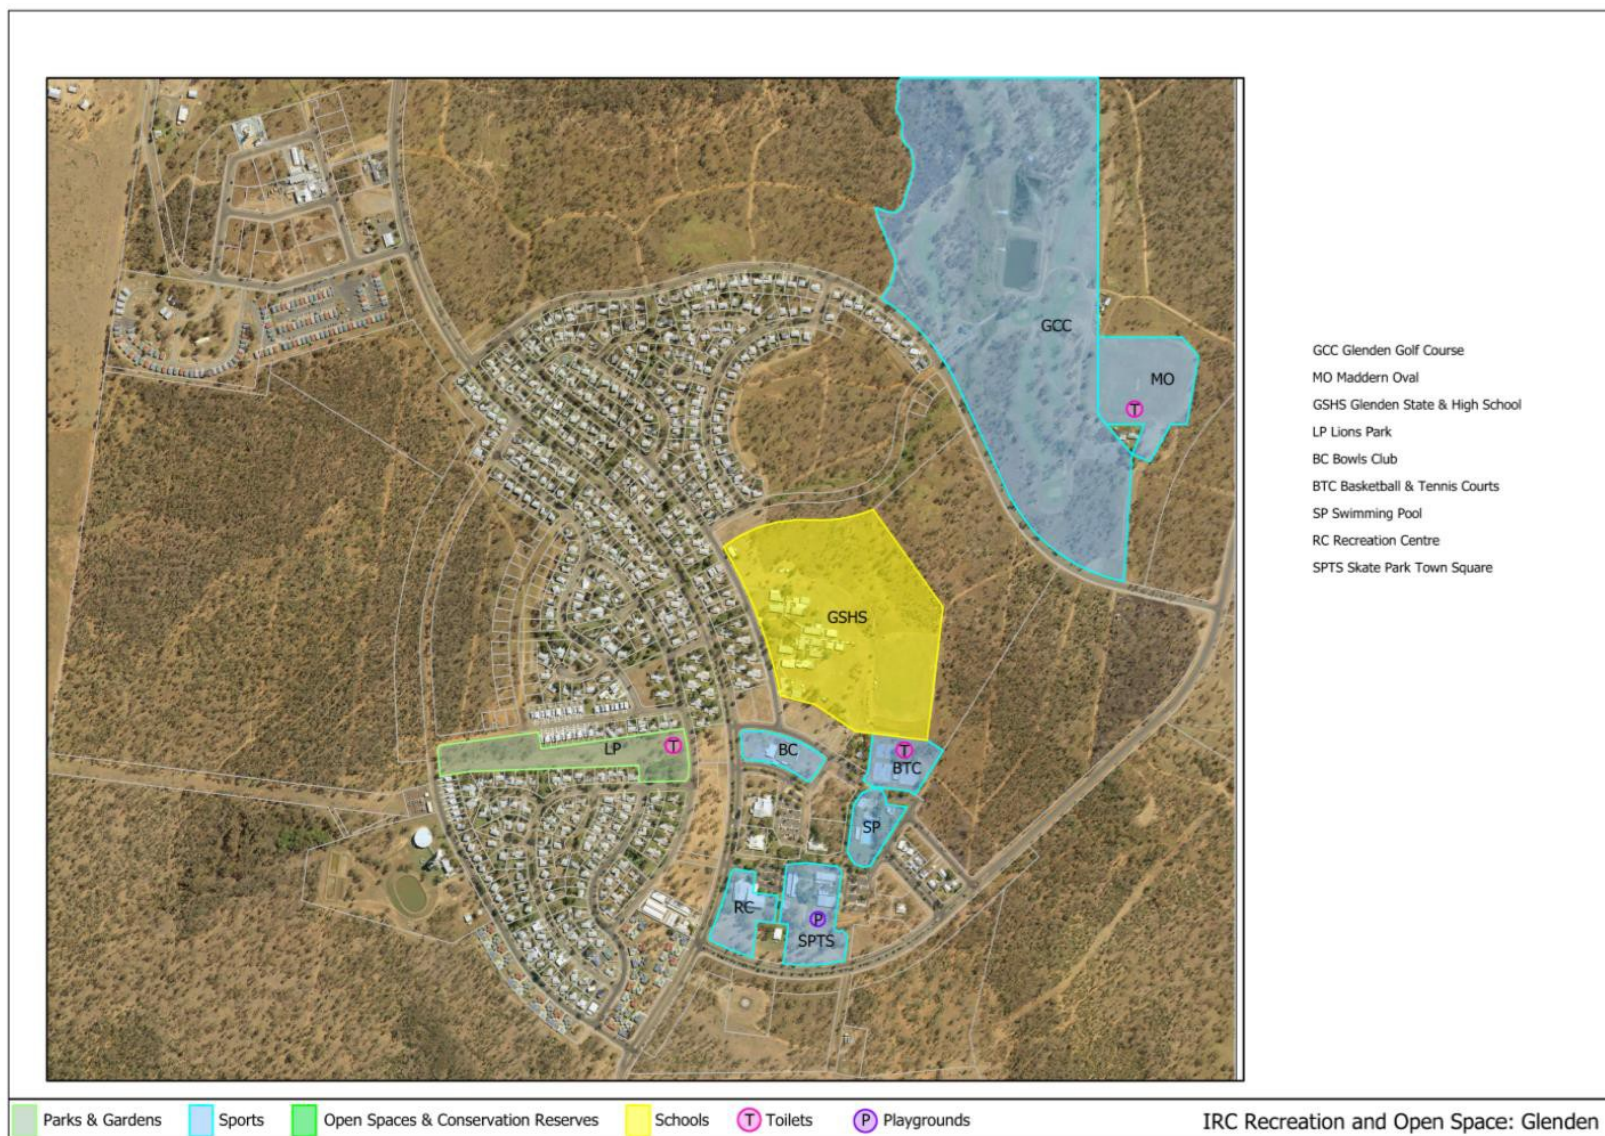 GCC
MO
T
GSHS
LP
T
BC
T
BTC
SP
RC
P
SPTS
GCC Glenden Golf Course
MO Maddern Oval
GSHS Glenden State & High School
LP Lions Park
BC Bowls Club
BTC Basketball & Tennis Courts
SP Swimming Pool
RC Recreation Centre
SPTS Skate Park Town Square
Parks & Gardens
Sports
Open Spaces & Conservation Reserves
Schools
T Toilets
P Playgrounds
IRC Recreation and Open Space: Glenden